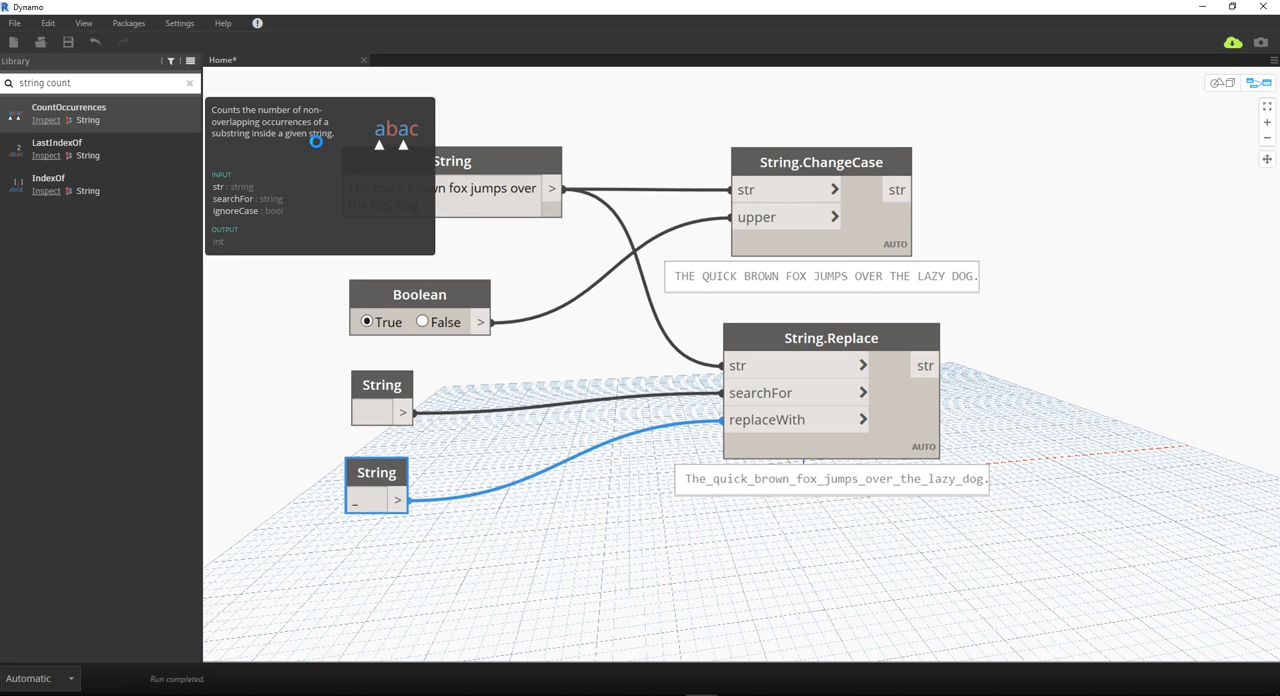 Dynamo
File Edit View Packages Settings Help
Library
Home*
string count
CountOccurrences
Inspect String
LastIndexOf
Inspect String
IndexOf
Inspect String
Counts the number of non-
overlapping occurrences of a
substring inside a given string.
abac
INPUT
str : string
searchFor : string
ignoreCase : bool
OUTPUT
int
String
The quick brown fox jumps over
the lazy dog.
>
String.ChangeCase
str > str
upper >
AUTO
THE QUICK BROWN FOX JUMPS OVER THE LAZY DOG.
Boolean
True False >
String.Replace
str > str
searchFor >
replaceWith >
AUTO
The_quick_brown_fox_jumps_over_the_lazy_dog.
String
>
String
_ >
Automatic
Run completed.